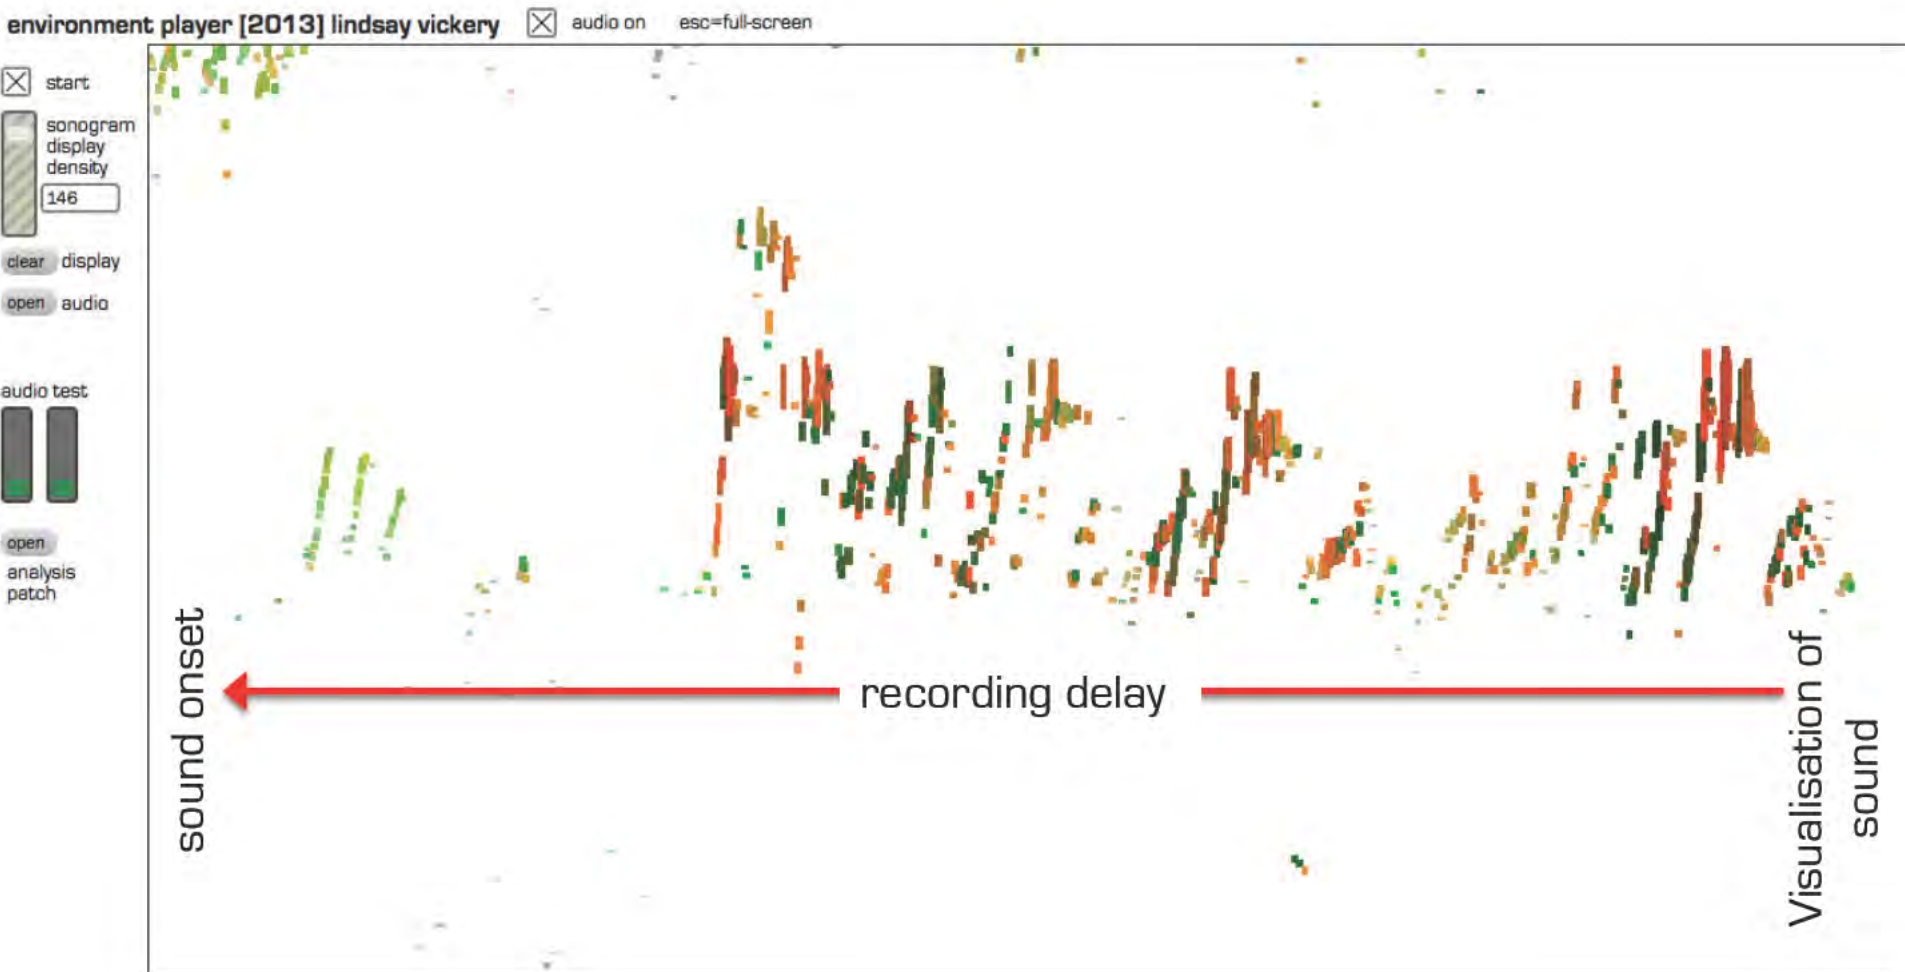 environment player [2013] lindsay vickery
audio on
esc=full-screen
start
sonogram
display
density
146
clear display
open audio
audio test
open
analysis
patch
sound onset
recording delay
Visualisation of
sound